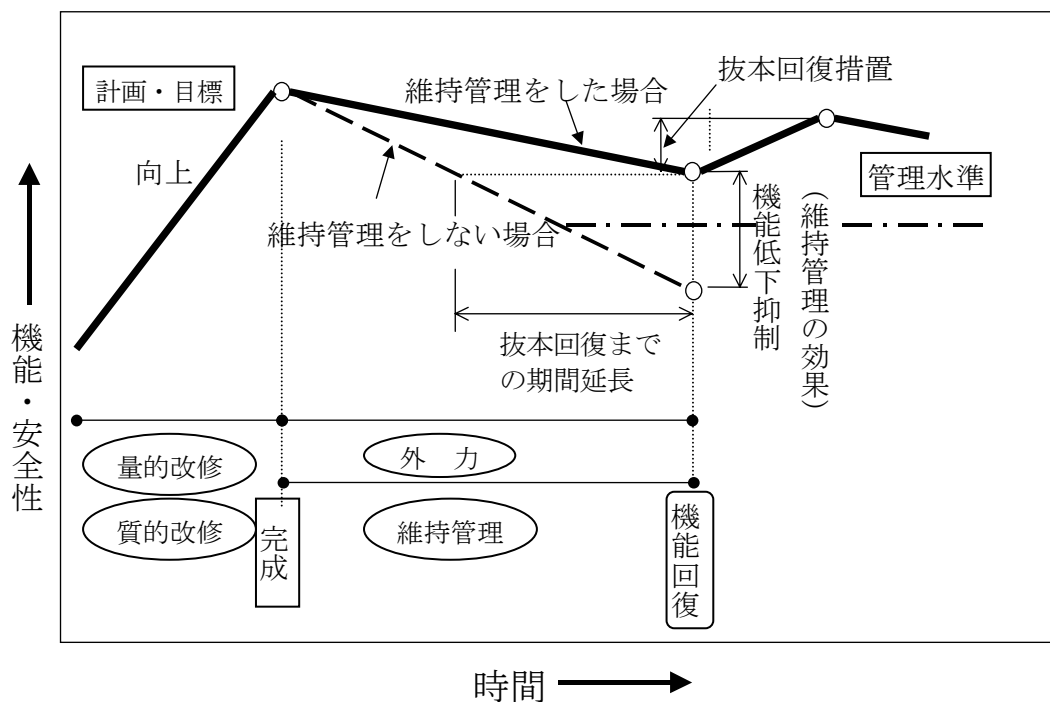 計画・目標
向上
維持管理をした場合
抜本回復措置
管理水準
維持管理をしない場合
機能低下抑制
（維持管理の効果）
抜本回復まで
の期間延長
機能・安全性
量的改修
外　力
質的改修
完成
維持管理
機能回復
時間